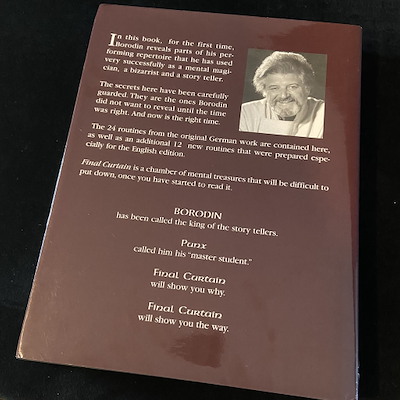 In this book, for the first time,
Borodin reveals parts of his per-
forming repertoire that he has used
very successfully as a mental magi-
cian, a bizarrist and a story teller.
The secrets here have been carefully
guarded. They are the ones Borodin
did not want to reveal until the time
was right. And now is the right time.
The 24 routines from the original German work are contained here,
as well as an additional 12 new routines that were prepared espe-
cially for the English edition.
Final Curtain is a chamber of mental treasures that will be difficult to
put down, once you have started to read it.
BORODIN
has been called the king of the story tellers.
Punx
called him his "master student."
Final Curtain
will show you why.
Final Curtain
will show you the way.